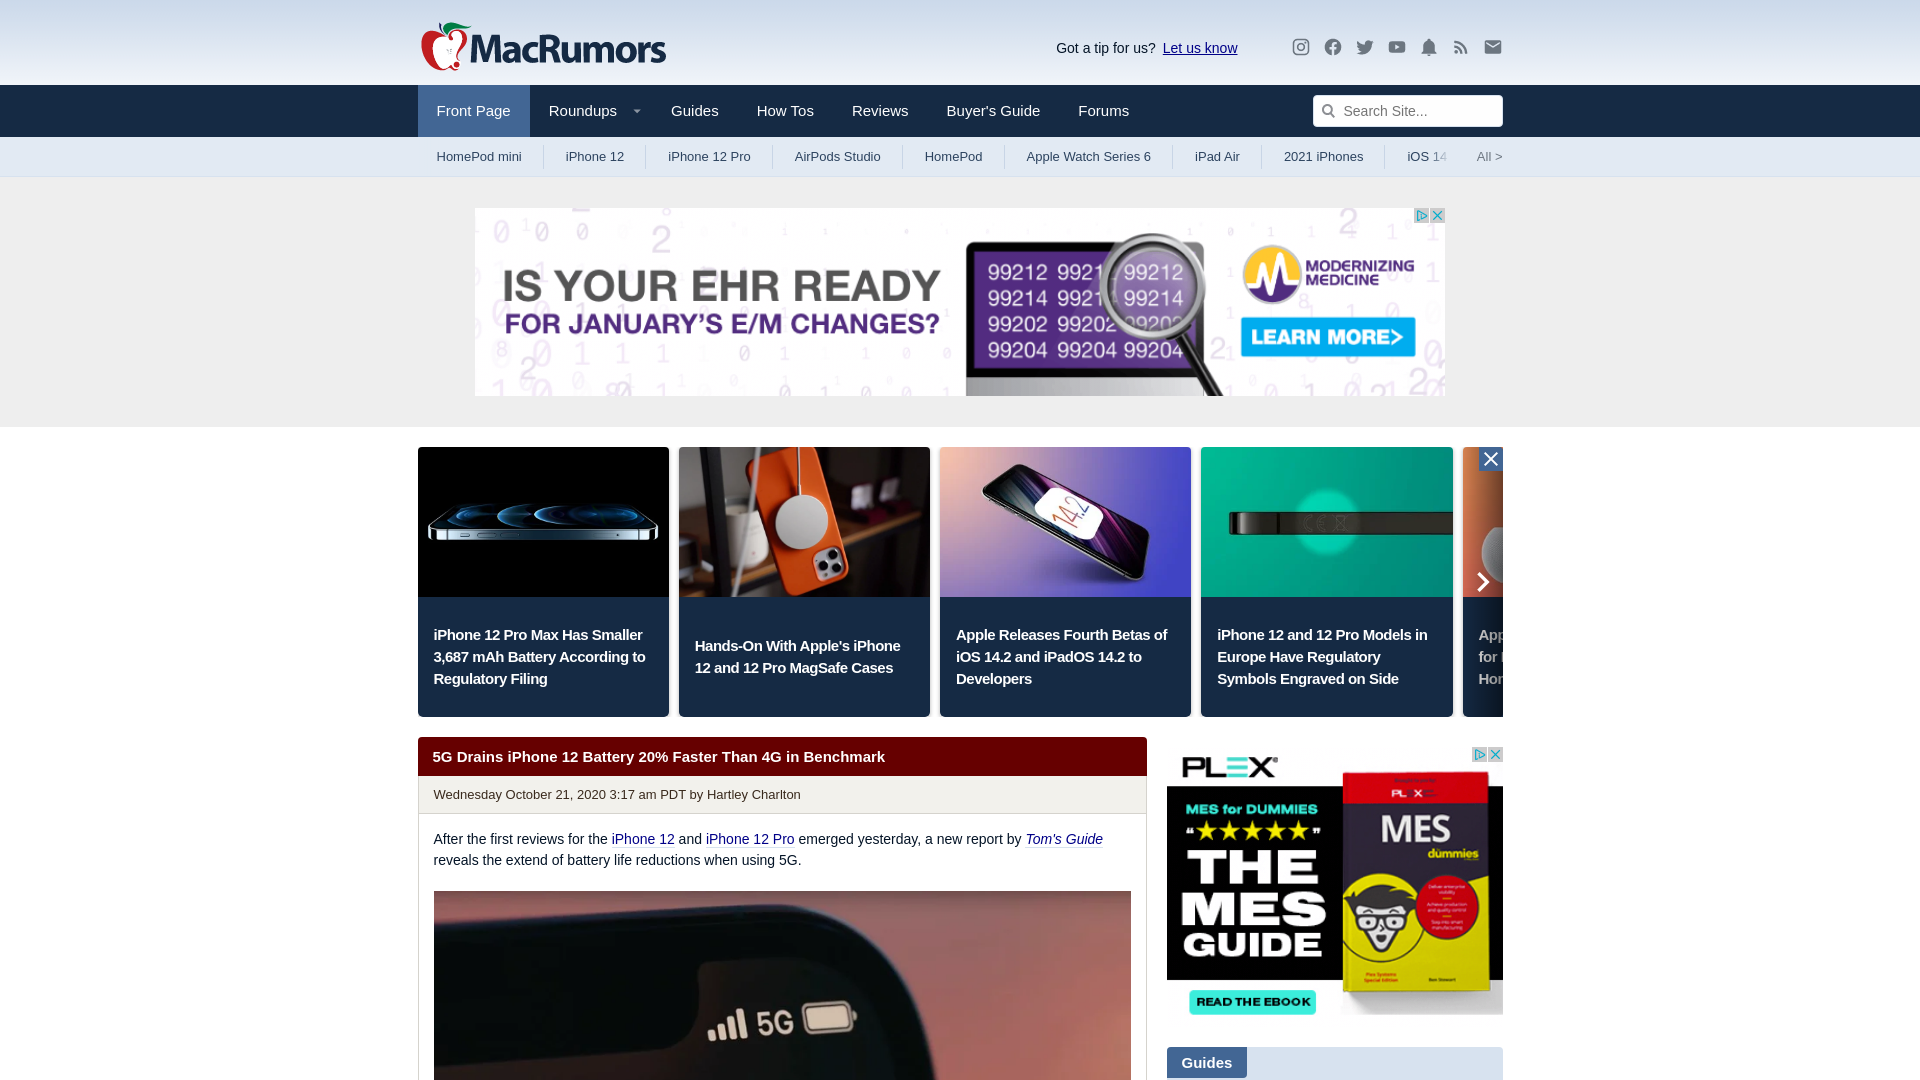 MacRumors
Got a tip for us? Let us know
Front Page
Roundups
Guides
How Tos
Reviews
Buyer's Guide
Forums
Search Site...
HomePod mini
iPhone 12
iPhone 12 Pro
AirPods Studio
HomePod
Apple Watch Series 6
iPad Air
2021 iPhones
iOS 14
All >
IS YOUR EHR READY
FOR JANUARY'S E/M CHANGES?
99212 9921 99212
99214 9921 99214
99202 99202 99202
99204 99204 99204
MODERNIZING
MEDICINE
LEARN MORE>
14.2
iPhone 12 Pro Max Has Smaller
3,687 mAh Battery According to
Regulatory Filing
Hands-On With Apple's iPhone
12 and 12 Pro MagSafe Cases
Apple Releases Fourth Betas of
iOS 14.2 and iPadOS 14.2 to
Developers
iPhone 12 and 12 Pro Models in
Europe Have Regulatory
Symbols Engraved on Side
App
for
Hor
5G Drains iPhone 12 Battery 20% Faster Than 4G in Benchmark
Wednesday October 21, 2020 3:17 am PDT by Hartley Charlton
After the first reviews for the iPhone 12 and iPhone 12 Pro emerged yesterday, a new report by Tom's Guide
reveals the extend of battery life reductions when using 5G.
5G
PLEX
MES for DUMMIES
"★★★★★"
THE
MES
GUIDE
READ THE EBOOK
PLEX
MES
dummies
Guides